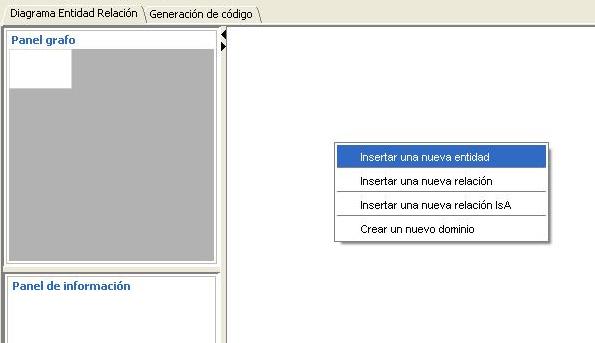 Diagrama Entidad Relación
Generación de código
Panel grafo
Insertar una nueva entidad
Insertar una nueva relación
Insertar una nueva relación IsA
Crear un nuevo dominio
Panel de información